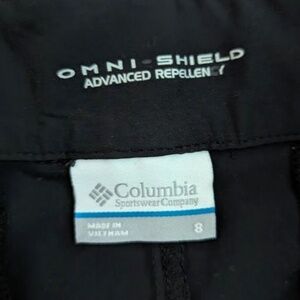 OMNI-SHIELD
ADVANCED REPELLENCY
Columbia
Sportswear Company
MADE IN
VIETNAM
8